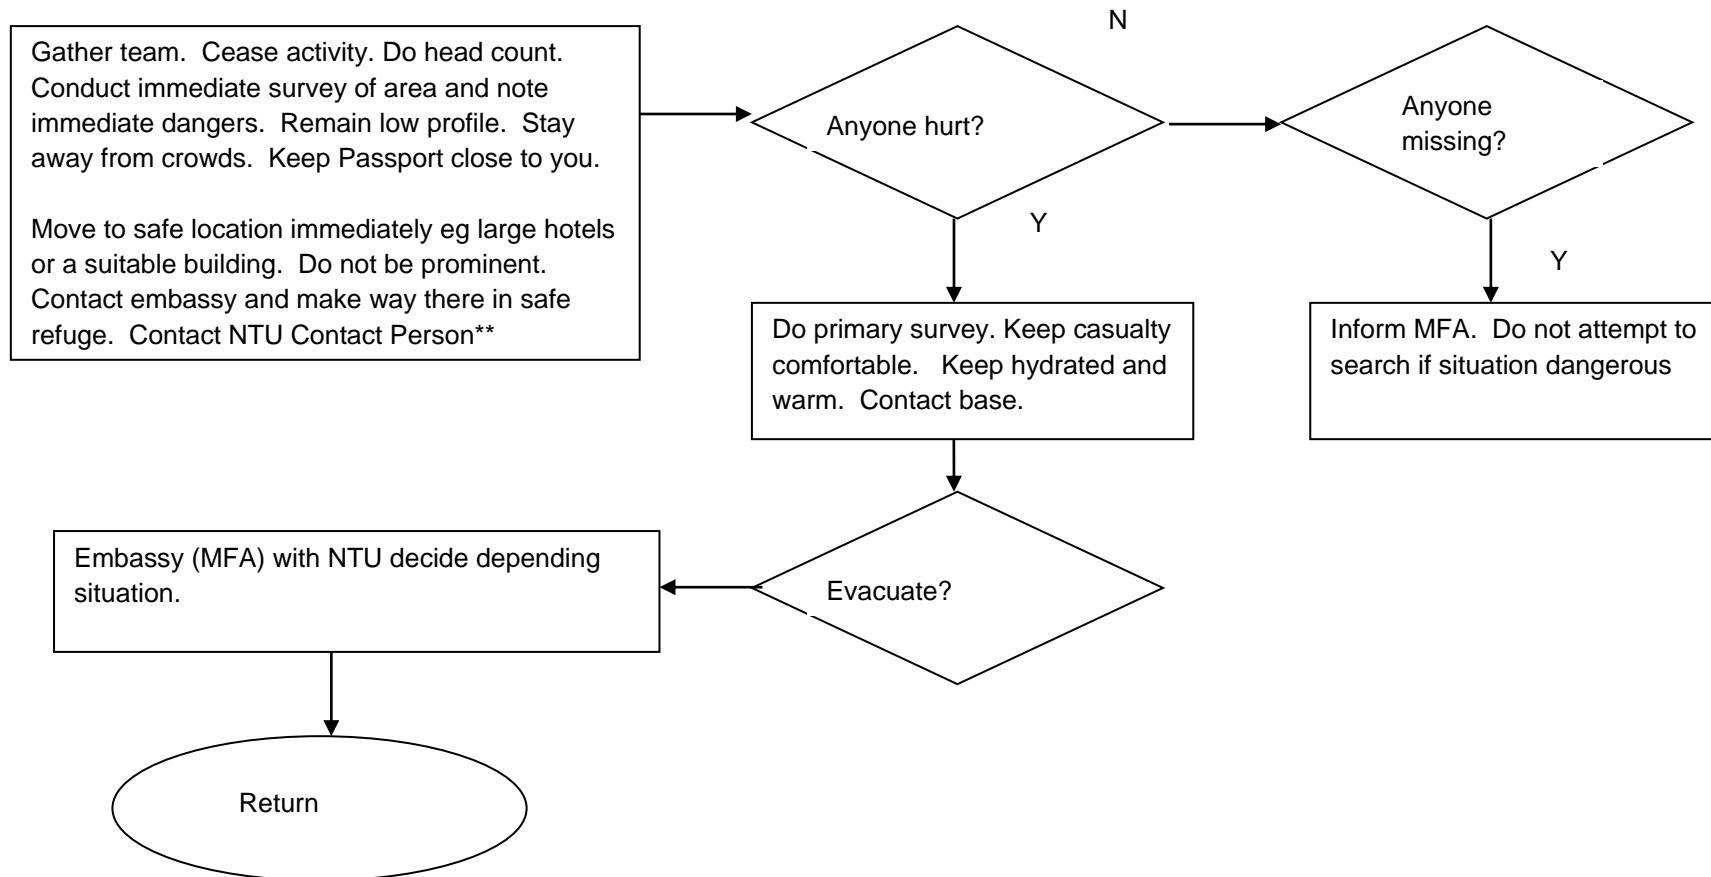 Gather team.  Cease activity. Do head count.
Conduct immediate survey of area and note
immediate dangers.  Remain low profile.  Stay
away from crowds.  Keep Passport close to you.
Move to safe location immediately eg large hotels
or a suitable building.  Do not be prominent.
Contact embassy and make way there in safe
refuge.  Contact NTU Contact Person**
Anyone hurt?
N
Anyone
missing?
Y
Y
Do primary survey. Keep casualty
comfortable.   Keep hydrated and
warm.  Contact base.
Inform MFA.  Do not attempt to
search if situation dangerous
Evacuate?
Embassy (MFA) with NTU decide depending
situation.
Return